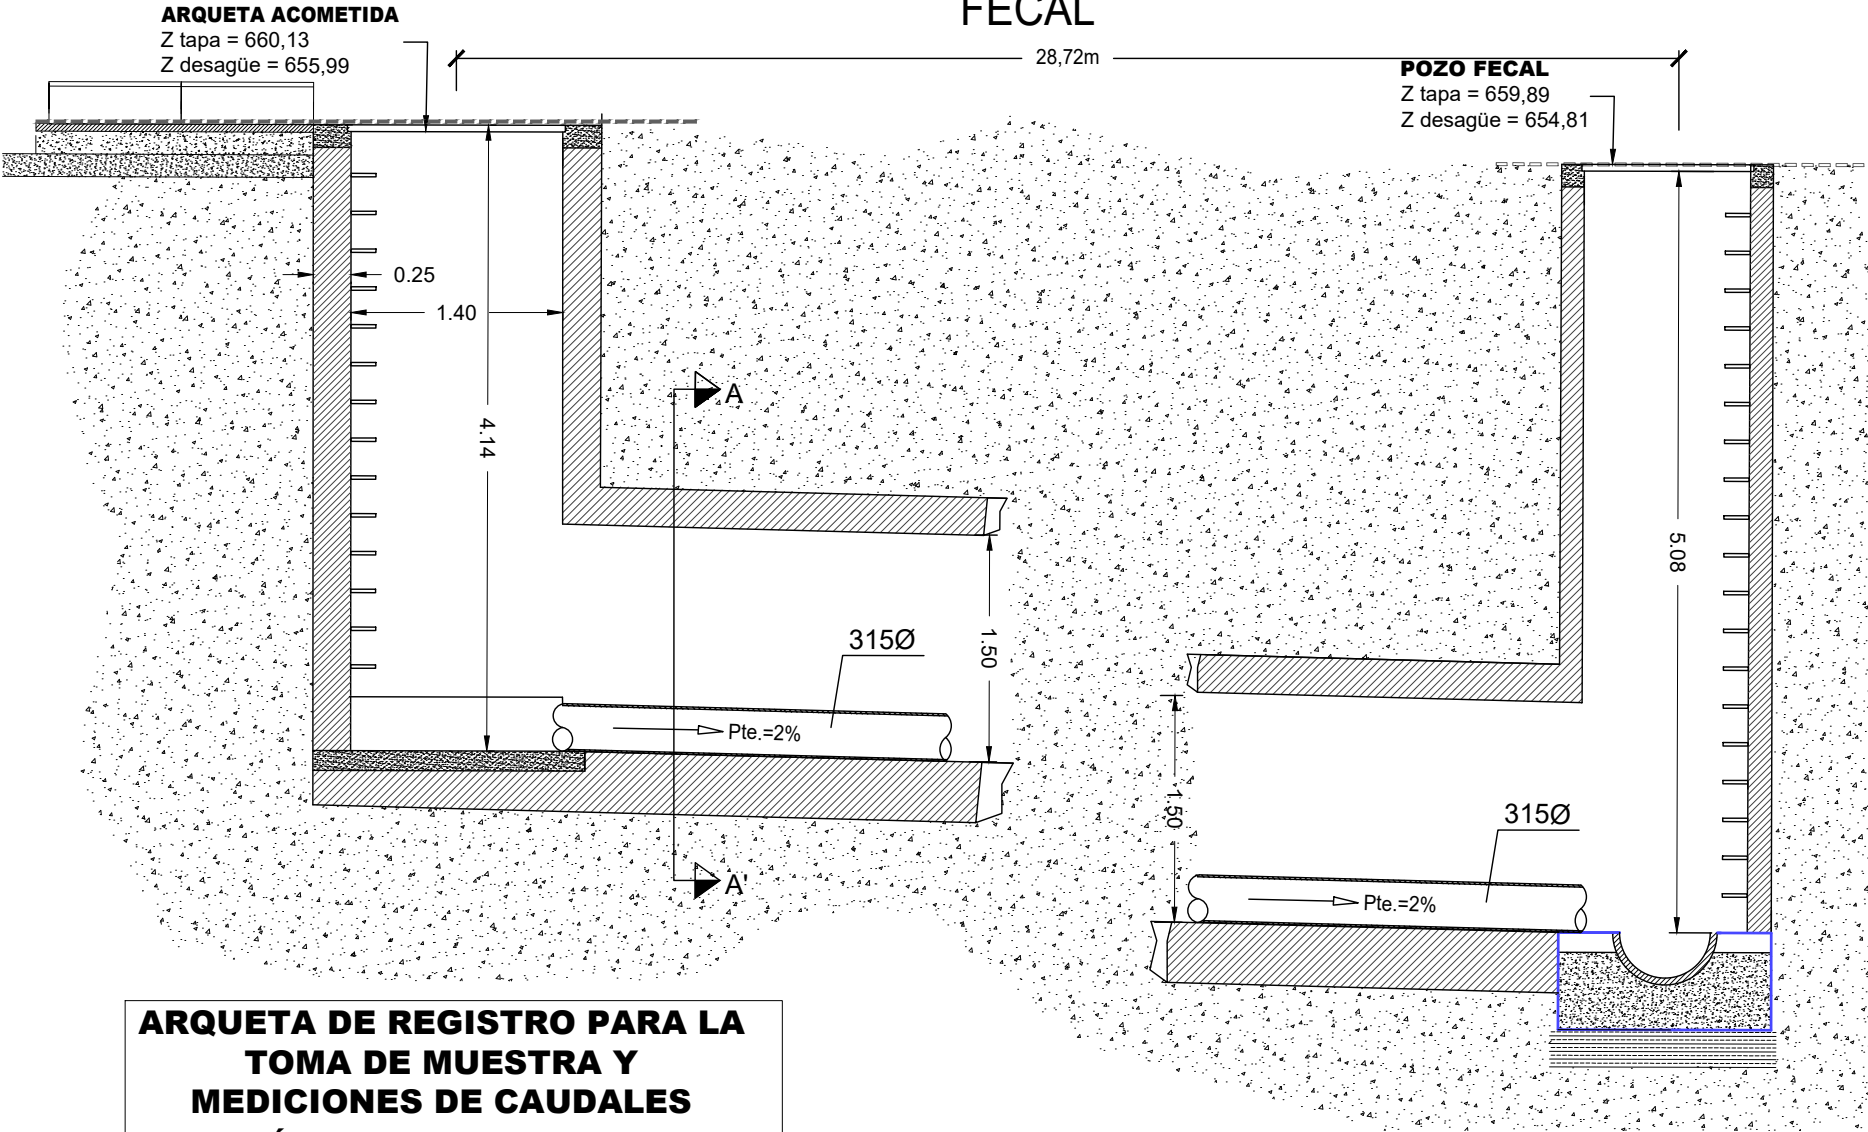 FECAL
ARQUETA ACOMETIDA
Z tapa = 660,13
Z desagüe = 655,99
28,72m
POZO FECAL
Z tapa = 659,89
Z desagüe = 654,81
0.25
1.40
4.14
A
5.08
315Ø
1.50
Pte.=2%
1.50
315Ø
A'
Pte.=2%
ARQUETA DE REGISTRO PARA LA
TOMA DE MUESTRA Y
MEDICIONES DE CAUDALES